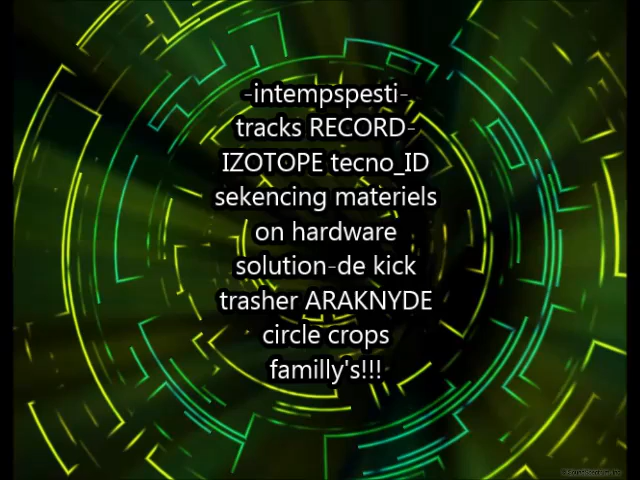 -intempspesti-
tracks RECORD-
IZOTOPE tecno_ID
sekencing materiels
on hardware
solution-de kick
trasher ARAKNYDE
circle crops
familly's!!!